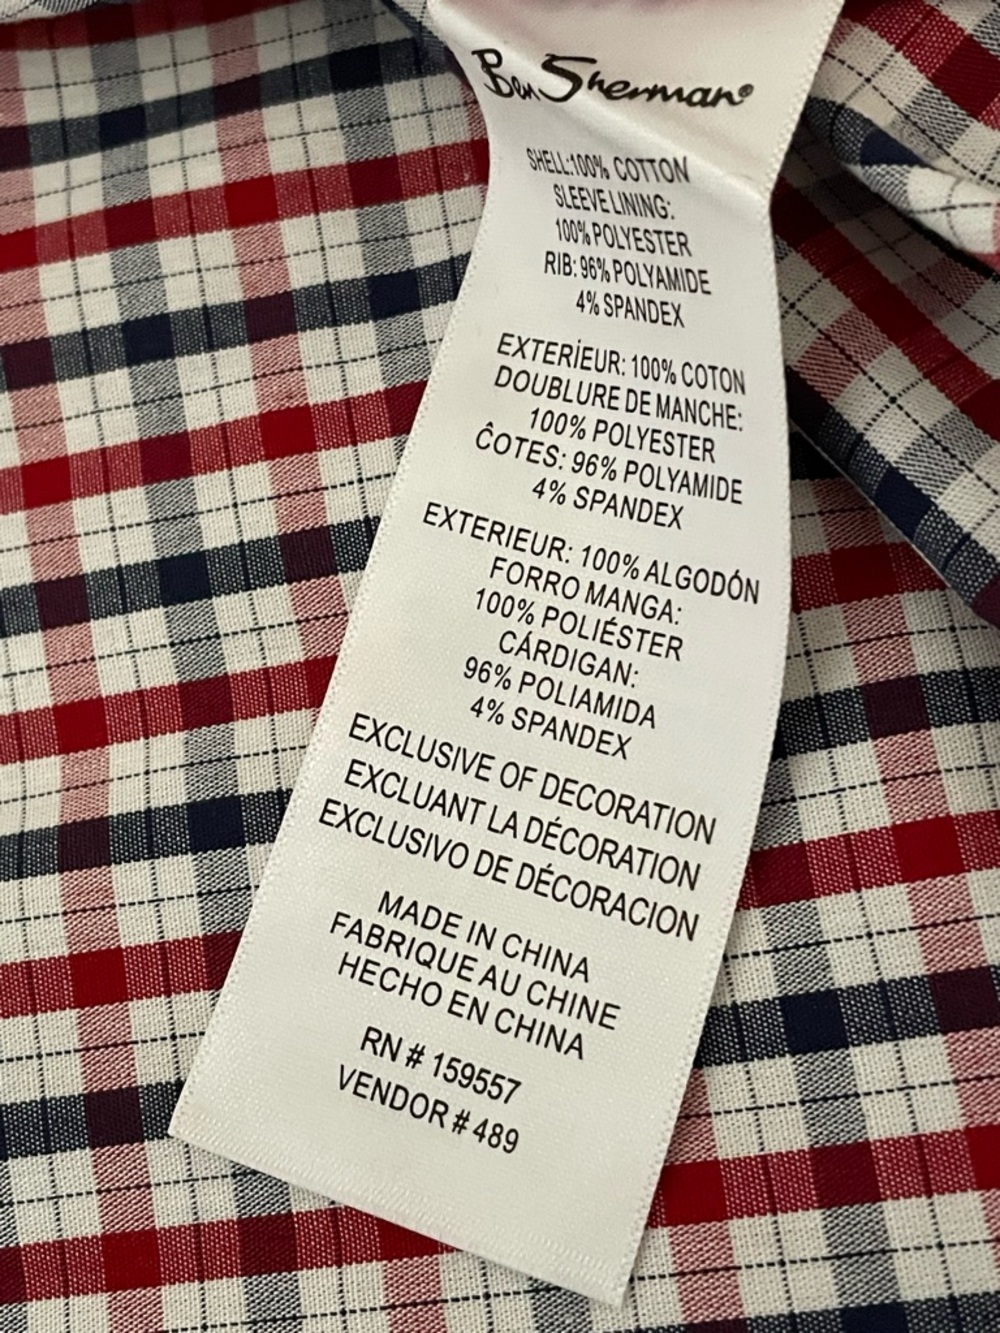 Ben Sherman®
SHELL:100% COTTON
SLEEVE LINING:
100% POLYESTER
RIB: 96% POLYAMIDE
4% SPANDEX
EXTERİEUR: 100% COTON
DOUBLURE DE MANCHE:
100% POLYESTER
ĈOTES: 96% POLYAMIDE
4% SPANDEX
EXTERIEUR: 100% ALGODÓN
FORRO MANGA:
100% POLIÉSTER
CÁRDIGAN:
96% POLIAMIDA
4% SPANDEX
EXCLUSIVE OF DECORATION
EXCLUANT LA DÉCORATION
EXCLUSIVO DE DÉCORACION
MADE IN CHINA
FABRIQUE AU CHINE
HECHO EN CHINA
RN # 159557
VENDOR # 489